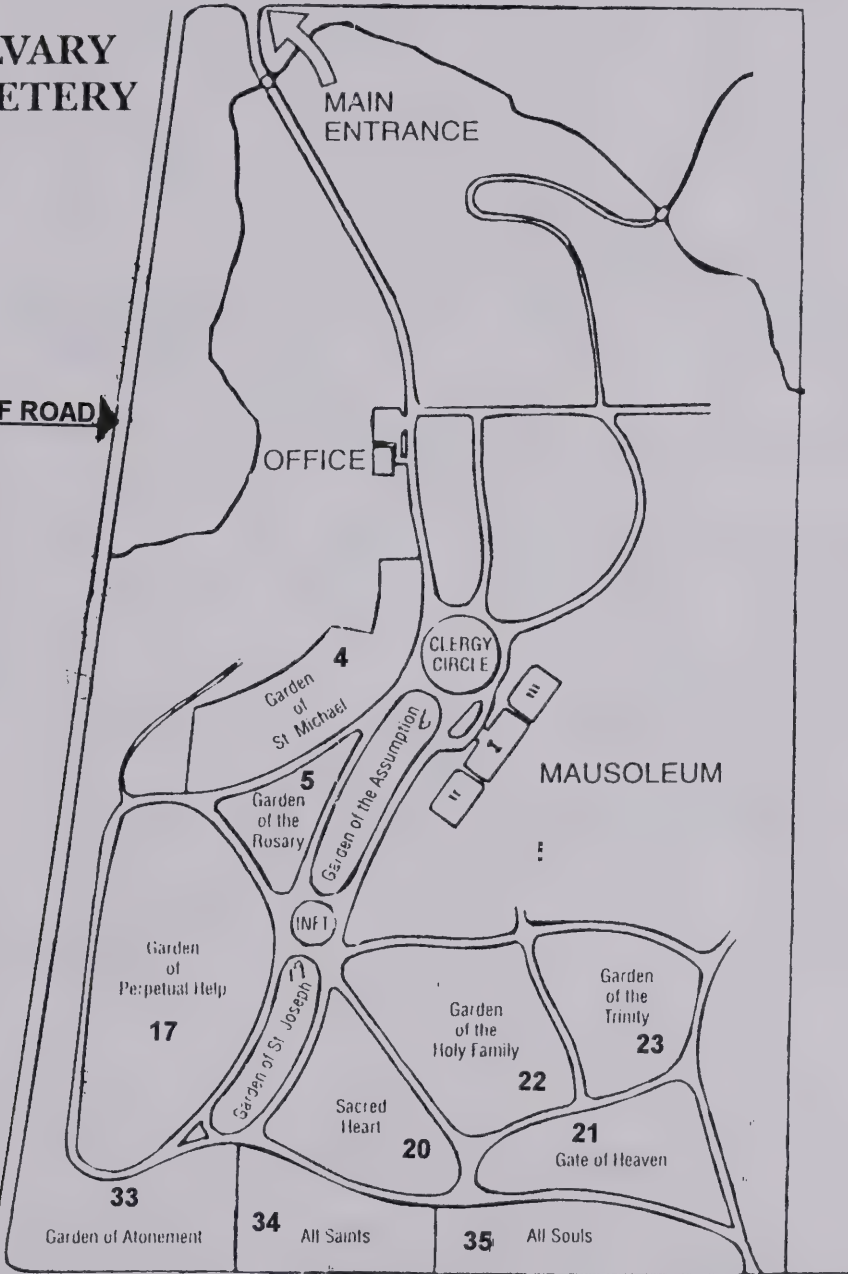 LVARY
ETERY
MAIN
ENTRANCE
F ROAD
OFFICE
CLERGY
CIRCLE
4
Garden
of
St Michael
5
Garden
of the
Rosary
Garden of the Assumption
III
I
II
MAUSOLEUM
Garden
of
Perpetual Help
17
Garden of St Joseph
Garden
of the
Holy Family
22
Garden
of the
Trinity
23
Sacred
Heart
20
21
Gate of Heaven
33
Garden of Atonement
34
All Saints
35
All Souls